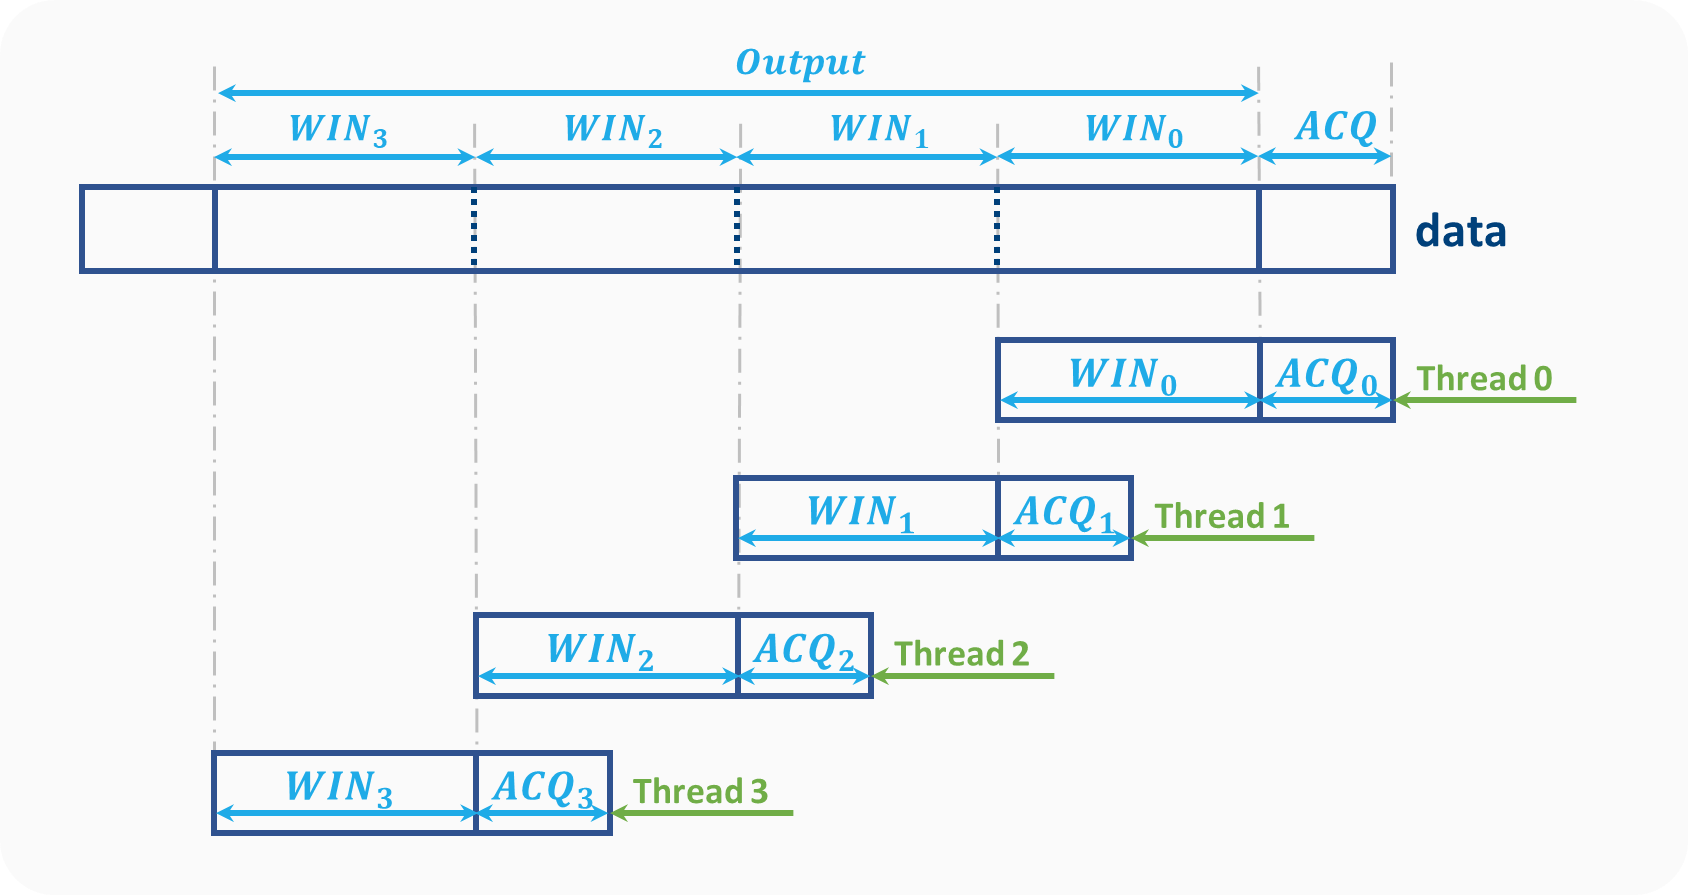 Output
WIN₃ WIN₂ WIN₁ WIN₀ ACQ
data
WIN₀ ACQ₀ Thread 0
WIN₁ ACQ₁ Thread 1
WIN₂ ACQ₂ Thread 2
WIN₃ ACQ₃ Thread 3